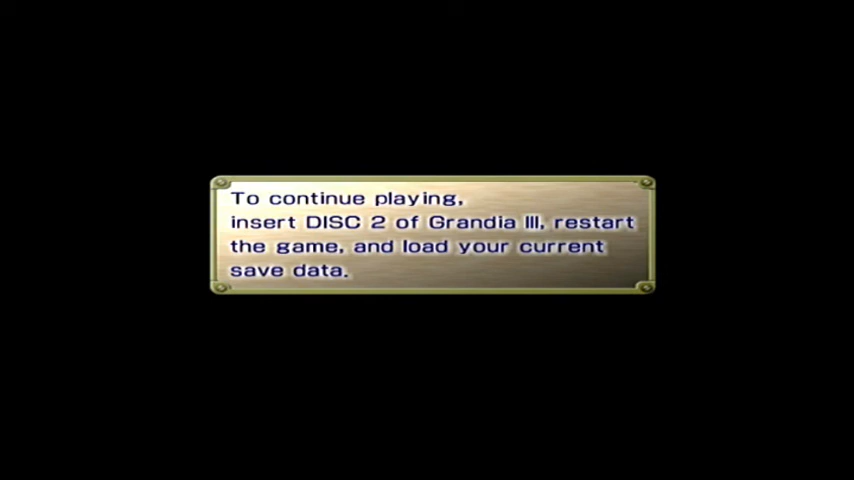 To continue playing,
insert DISC 2 of Grandia III, restart
the game, and load your current
save data.